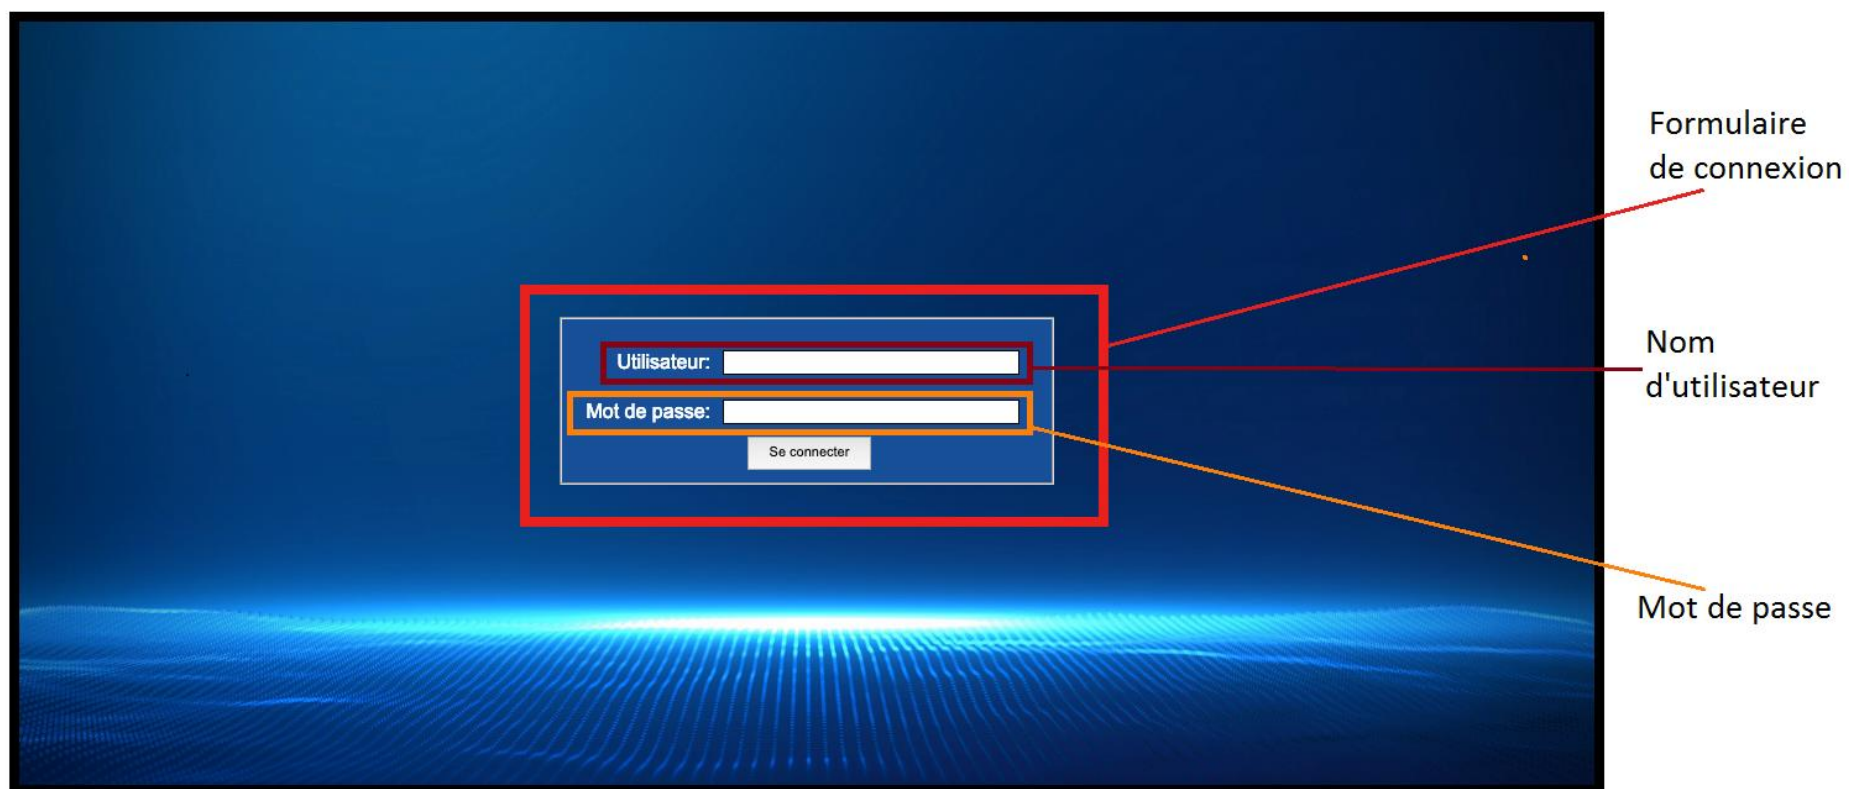 Formulaire
de connexion
Utilisateur:
Nom
d'utilisateur
Mot de passe:
Se connecter
Mot de passe